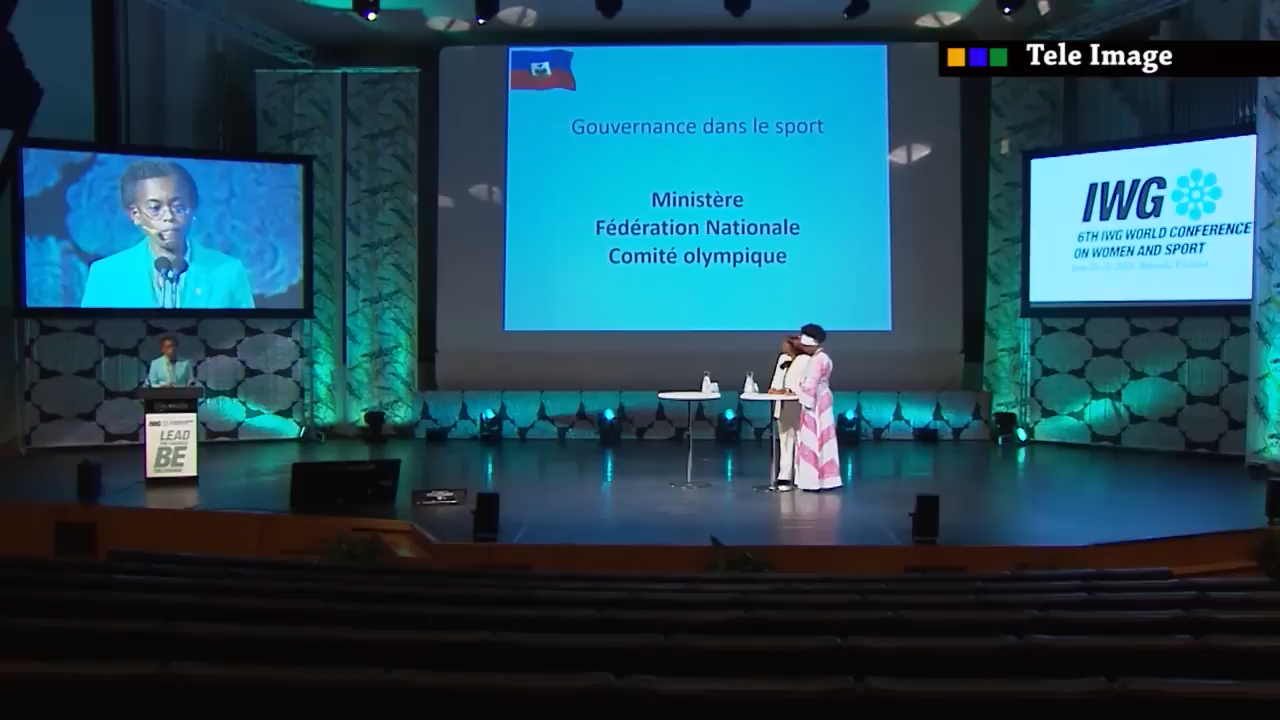 Tele Image
Gouvernance dans le sport
Ministère
Fédération Nationale
Comité olympique
IWG
6TH IWG WORLD CONFERENCE
ON WOMEN AND SPORT
IWG
LEAD
BE